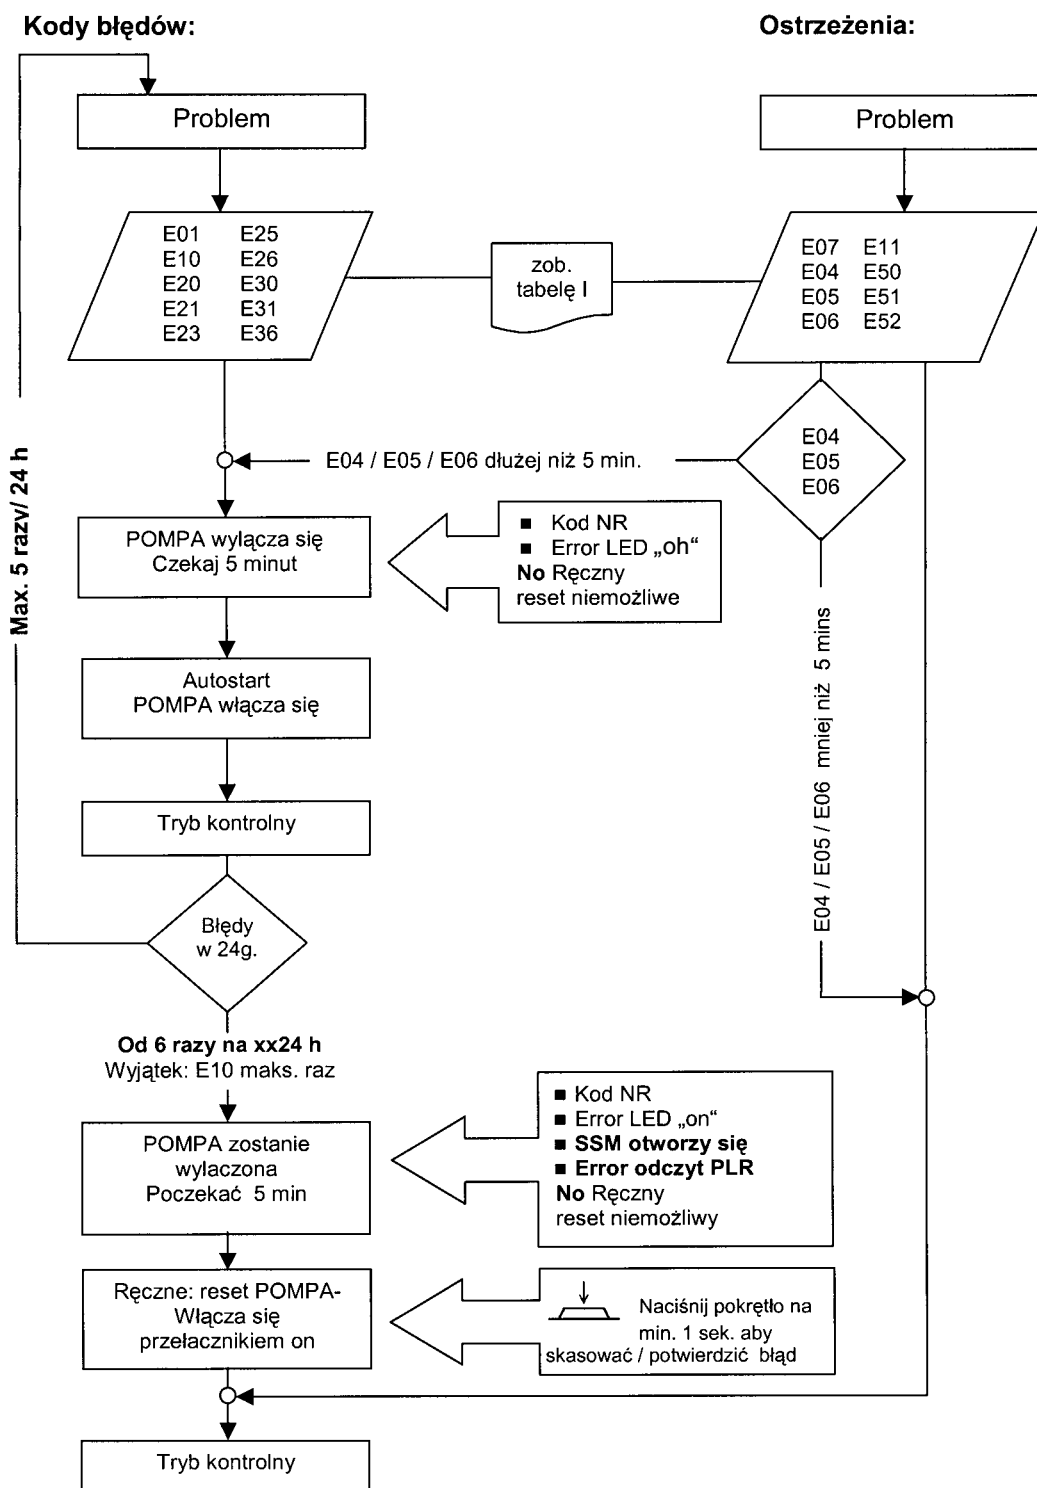 Kody błędów:
Ostrzeżenia:
Problem
Problem
E01 E25
E10 E26
E20 E30
E21 E31
E23 E36
zob.
tabelę I
E07 E11
E04 E50
E05 E51
E06 E52
E04
E05
E06
E04 / E05 / E06 dłużej niż 5 min.
Max. 5 razy/ 24 h
POMPA wylącza się
Czekaj 5 minut
■ Kod NR
■ Error LED „oh“
No Ręczny
reset niemożliwe
E04 / E05 / E06 mniej niż 5 mins
Autostart
POMPA włącza się
Tryb kontrolny
Błędy
w 24g.
Od 6 razy na xx24 h
Wyjątek: E10 maks. raz
POMPA zostanie
wylaczona
Poczekać 5 min
■ Kod NR
■ Error LED „on“
■ SSM otworzy się
■ Error odczyt PLR
No Ręczny
reset niemożliwy
Ręczne: reset POMPA-
Włącza się
przełacznikiem on
Naciśnij pokrętło na
min. 1 sek. aby
skasować / potwierdzić błąd
Tryb kontrolny